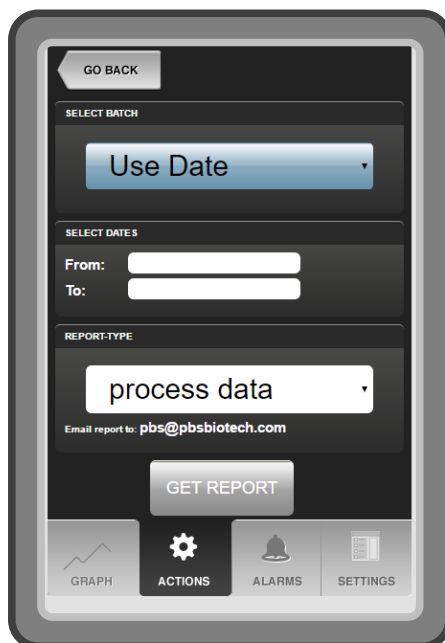 GO BACK
SELECT BATCH
Use Date
SELECT DATES
From:
To:
REPORT-TYPE
process data
Email report to: pbs@pbsbiotech.com
GET REPORT
GRAPH
ACTIONS
ALARMS
SETTINGS